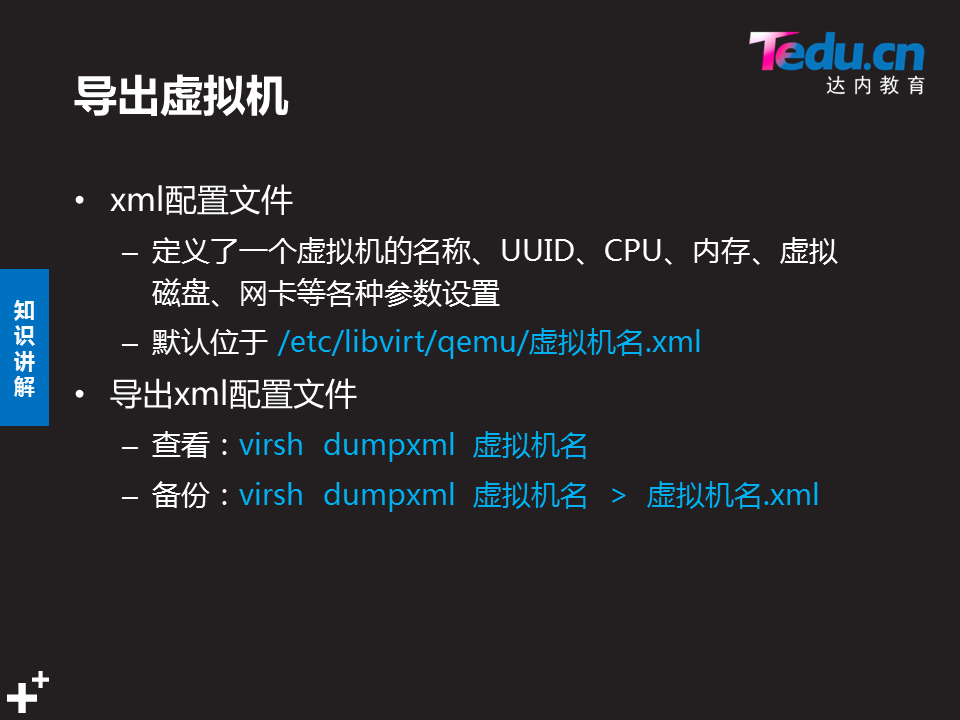 Tedu.cn
达内教育
导出虚拟机
• xml配置文件
– 定义了一个虚拟机的名称、UUID、CPU、内存、虚拟
磁盘、网卡等各种参数设置
– 默认位于 /etc/libvirt/qemu/虚拟机名.xml
• 导出xml配置文件
– 查看：virsh dumpxml 虚拟机名
– 备份：virsh dumpxml 虚拟机名 > 虚拟机名.xml
知
识
讲
解